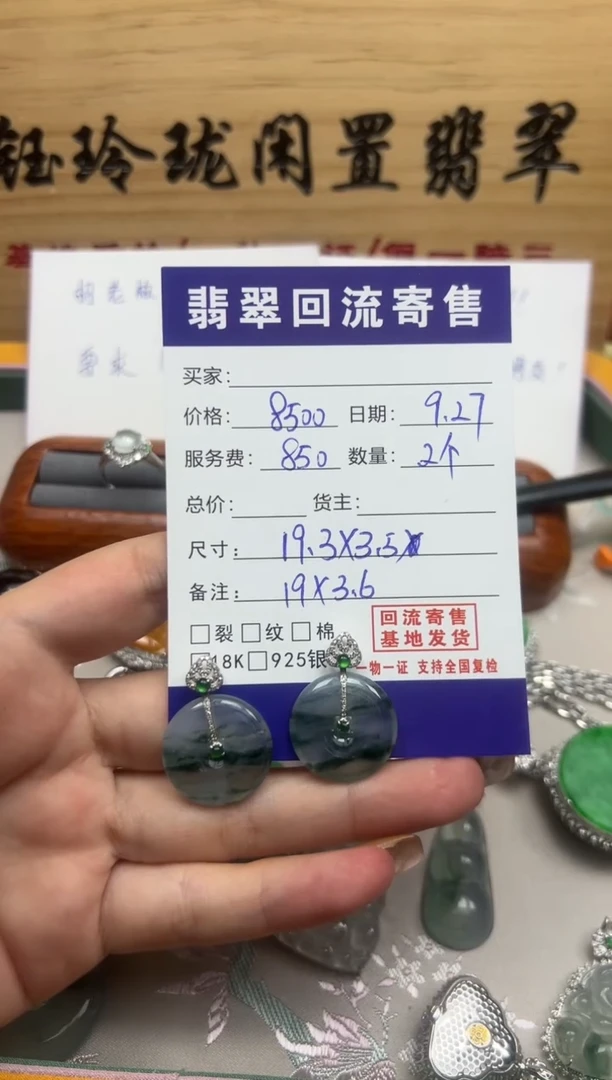 钰玲珑闲置翡翠
翡翠回流寄售
买家:
价格: 8500 日期: 9.27
服务费: 850 数量: 2个
总价: 货主:
尺寸: 19.3X3.5
备注: 19X3.6
□裂 □纹 □棉
18K □925银
回流寄售
基地发货
一物一证 支持全国复检